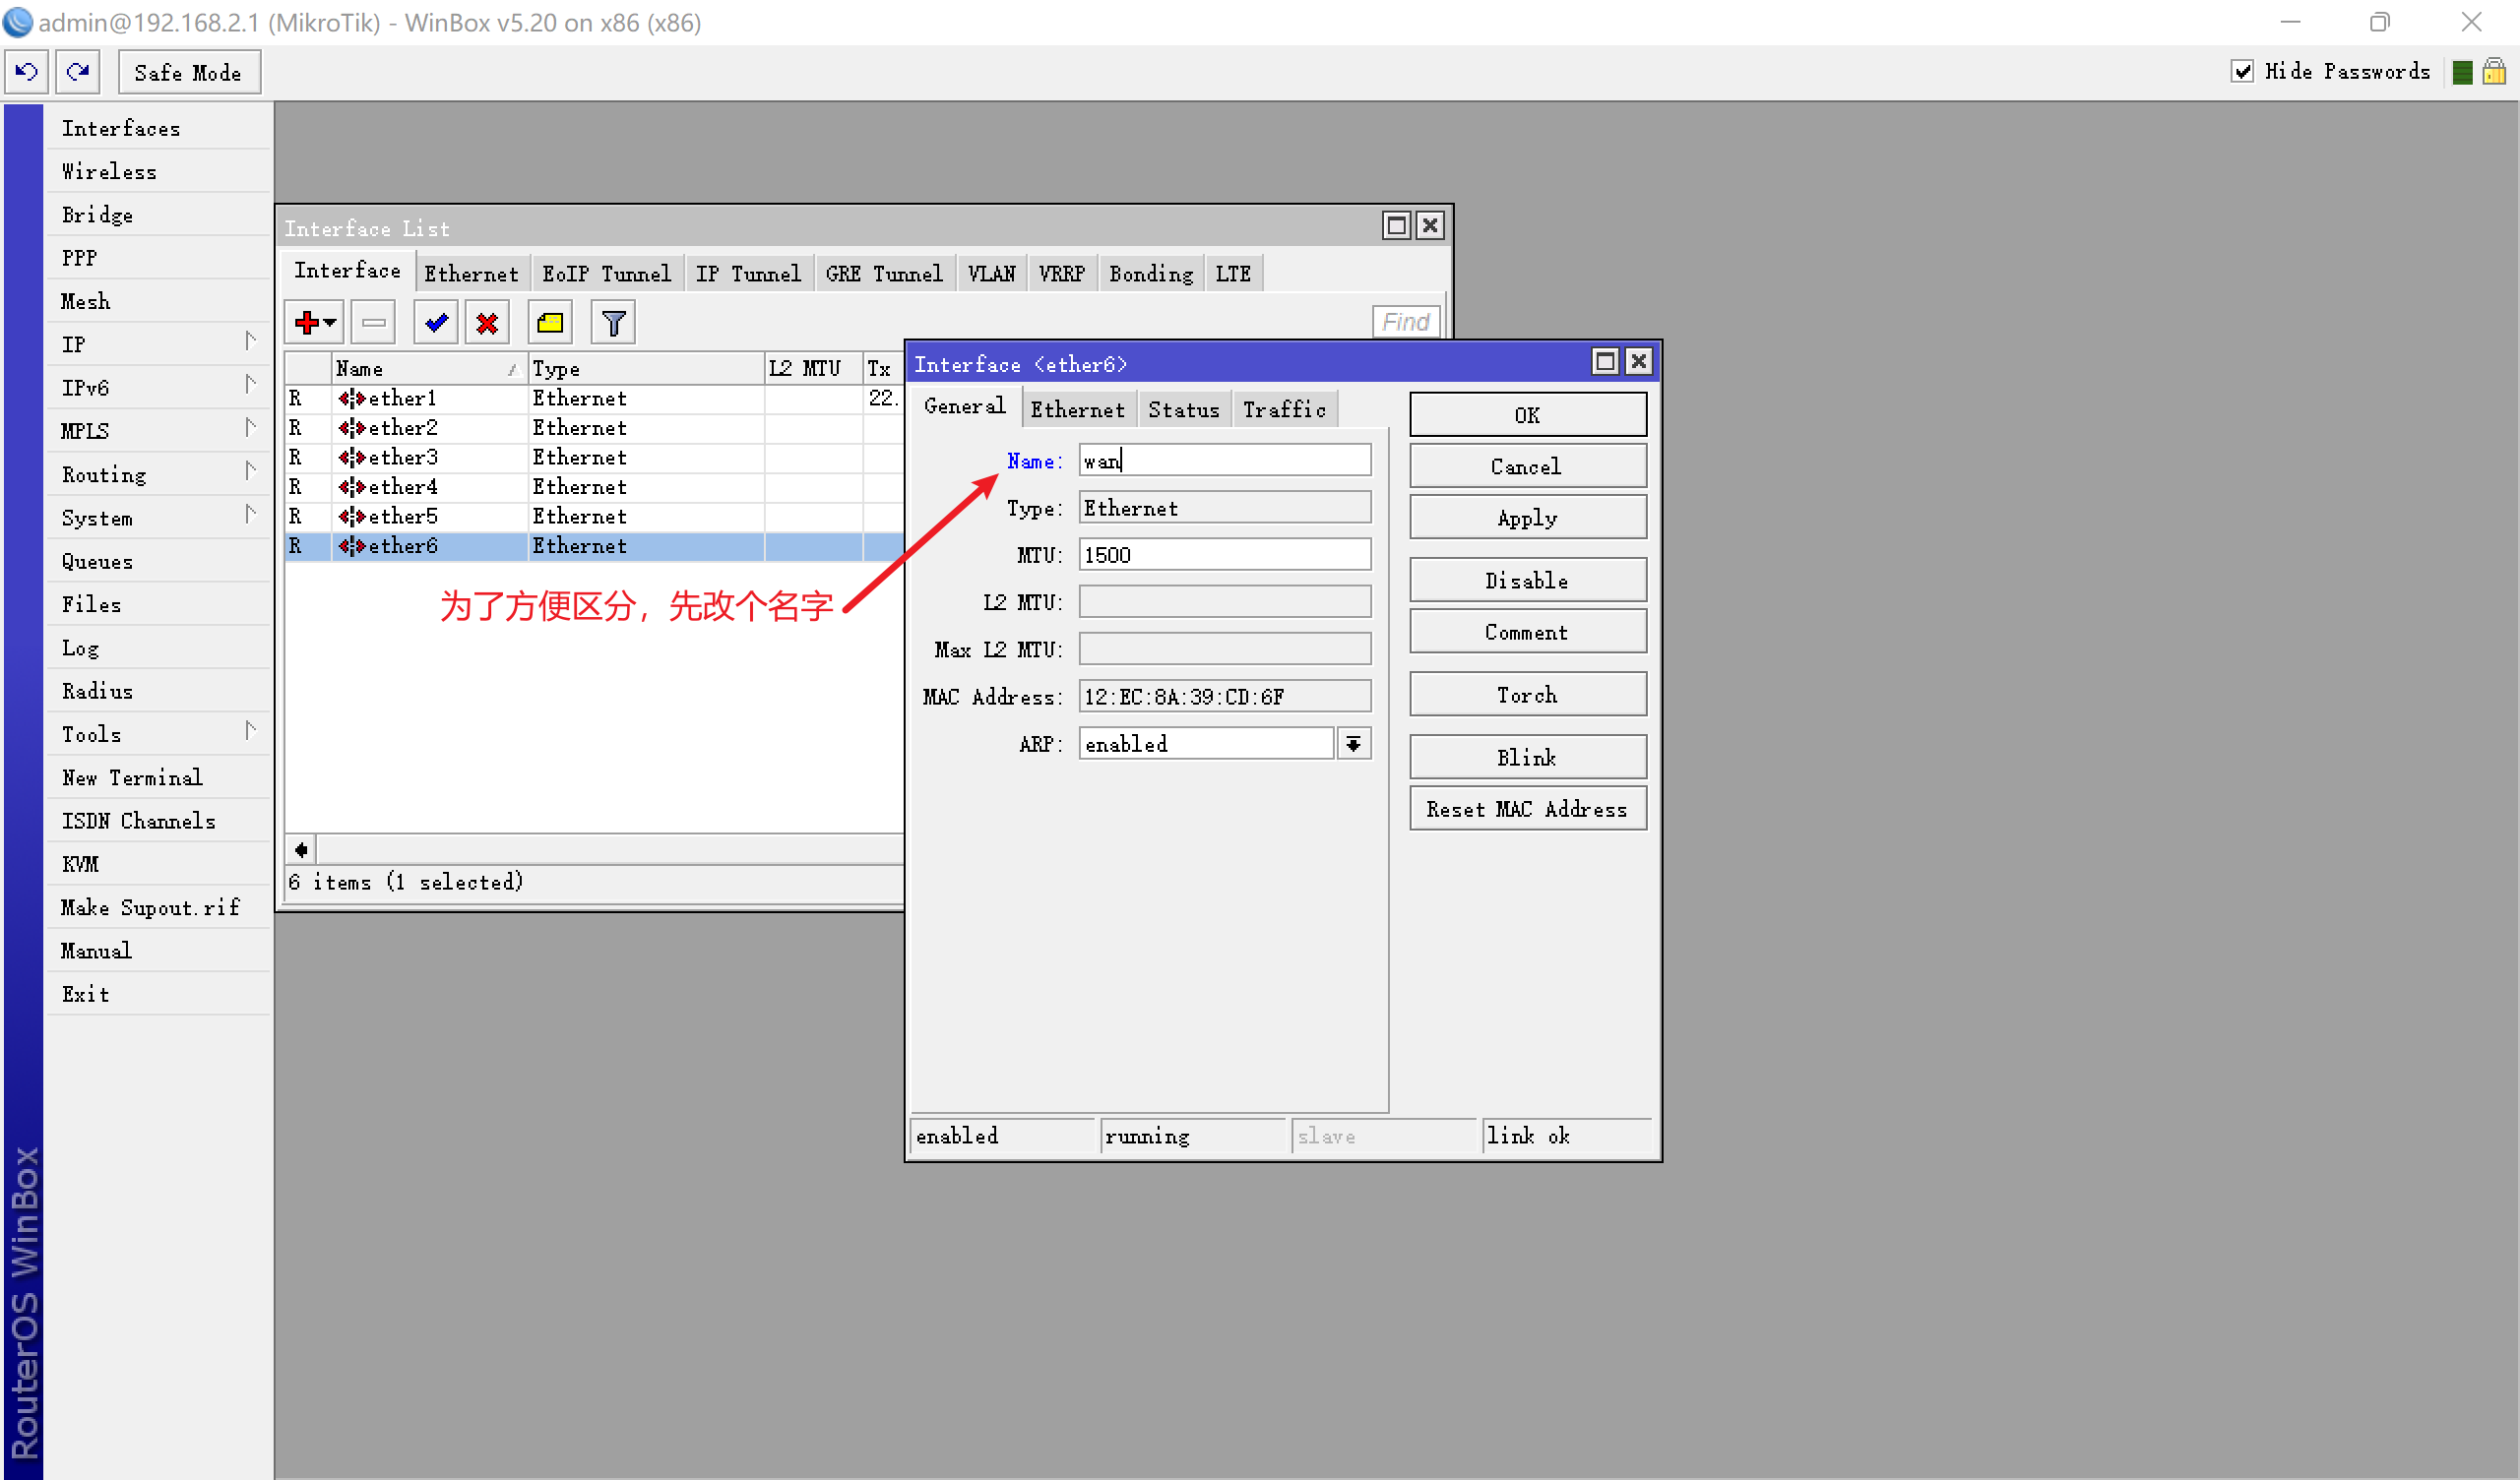 admin@192.168.2.1 (MikroTik) - WinBox v5.20 on x86 (x86)
Safe Mode
Hide Passwords
Interfaces
Wireless
Bridge
PPP
Mesh
IP
IPv6
MPLS
Routing
System
Queues
Files
Log
Radius
Tools
New Terminal
ISDN Channels
KVM
Make Supout.rif
Manual
Exit
RouterOS WinBox
Interface List
Interface Ethernet EoIP Tunnel IP Tunnel GRE Tunnel VLAN VRRP Bonding LTE
Find
Name Type L2 MTU Tx
R ether1 Ethernet 22.
R ether2 Ethernet
R ether3 Ethernet
R ether4 Ethernet
R ether5 Ethernet
R ether6 Ethernet
为了方便区分，先改个名字
6 items (1 selected)
Interface <ether6>
General Ethernet Status Traffic
Name: wan
Type: Ethernet
MTU: 1500
L2 MTU:
Max L2 MTU:
MAC Address: 12:EC:8A:39:CD:6F
ARP: enabled
OK
Cancel
Apply
Disable
Comment
Torch
Blink
Reset MAC Address
enabled running slave link ok